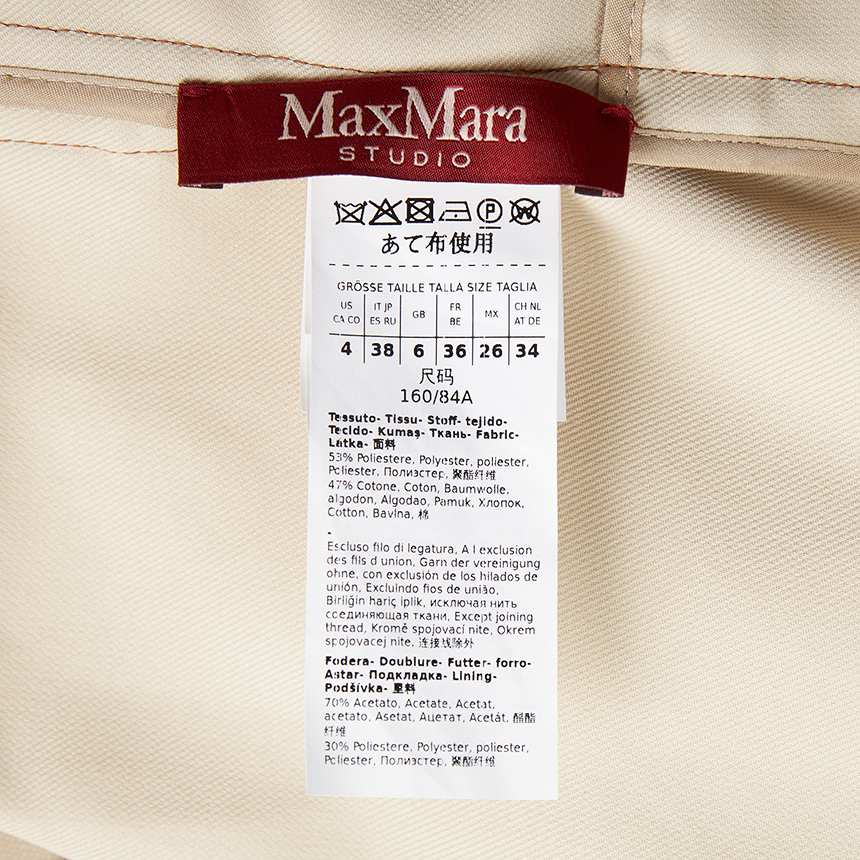 MaxMara
STUDIO
P W
あて布使用
GRÖSSE TAILLE TALLA SIZE TAGLIA
US IT JP GB FR MX CH NL
CA CO ES RU BE AT DE
4 38 6 36 26 34
尺码
160/84A
Tessuto- Tissu- Stoff- tejido-
Tecido- Kumaş- Ткань- Fabric-
Látka- 面料
53% Poliestere, Polyester, poliester,
Poliester, Полиэстер, 聚酯纤维
47% Cotone, Coton, Baumwolle,
algodon, Algodao, Pamuk, Хлопок,
Cotton, Bavlna, 棉
-
Escluso filo di legatura, A l exclusion
des fils d union, Garn der vereinigung
ohne, con exclusión de los hilados de
unión, Excluindo fios de união,
Birliğin hariç iplik, исключая нить
соединяющая ткани, Except joining
thread, Kromě spojovací nite, Okrem
spojovacej nite, 连接线除外
Fodera- Doublure- Futter- forro-
Astar- Подкладка- Lining-
Podšívka- 里料
70% Acetato, Acetate, Acetat,
acetato, Asetat, Ацетат, Acetát, 醋酯
纤维
30% Poliestere, Polyester, poliester,
Poliester, Полиэстер, 聚酯纤维